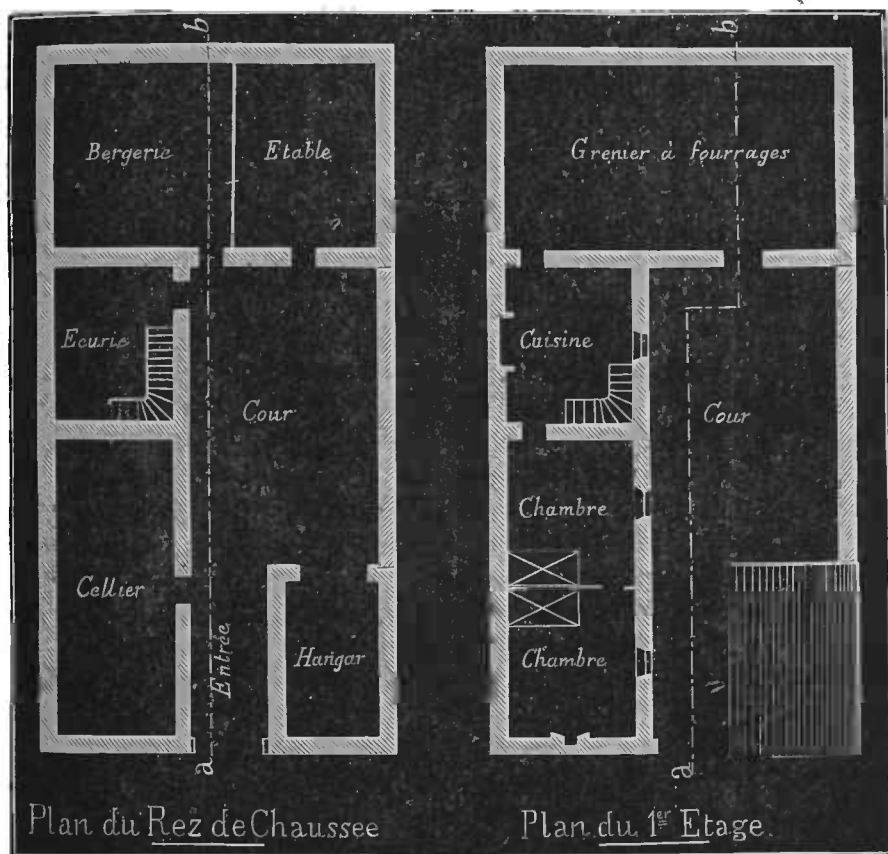 b
Bergerie
Etable
Ecurie
Cour
Cellier
Entrée
Hangar
a
Plan du Rez de Chaussee
b
Grenier à fourrages
Cuisine
Cour
Chambre
Chambre
a
Plan du 1er Etage